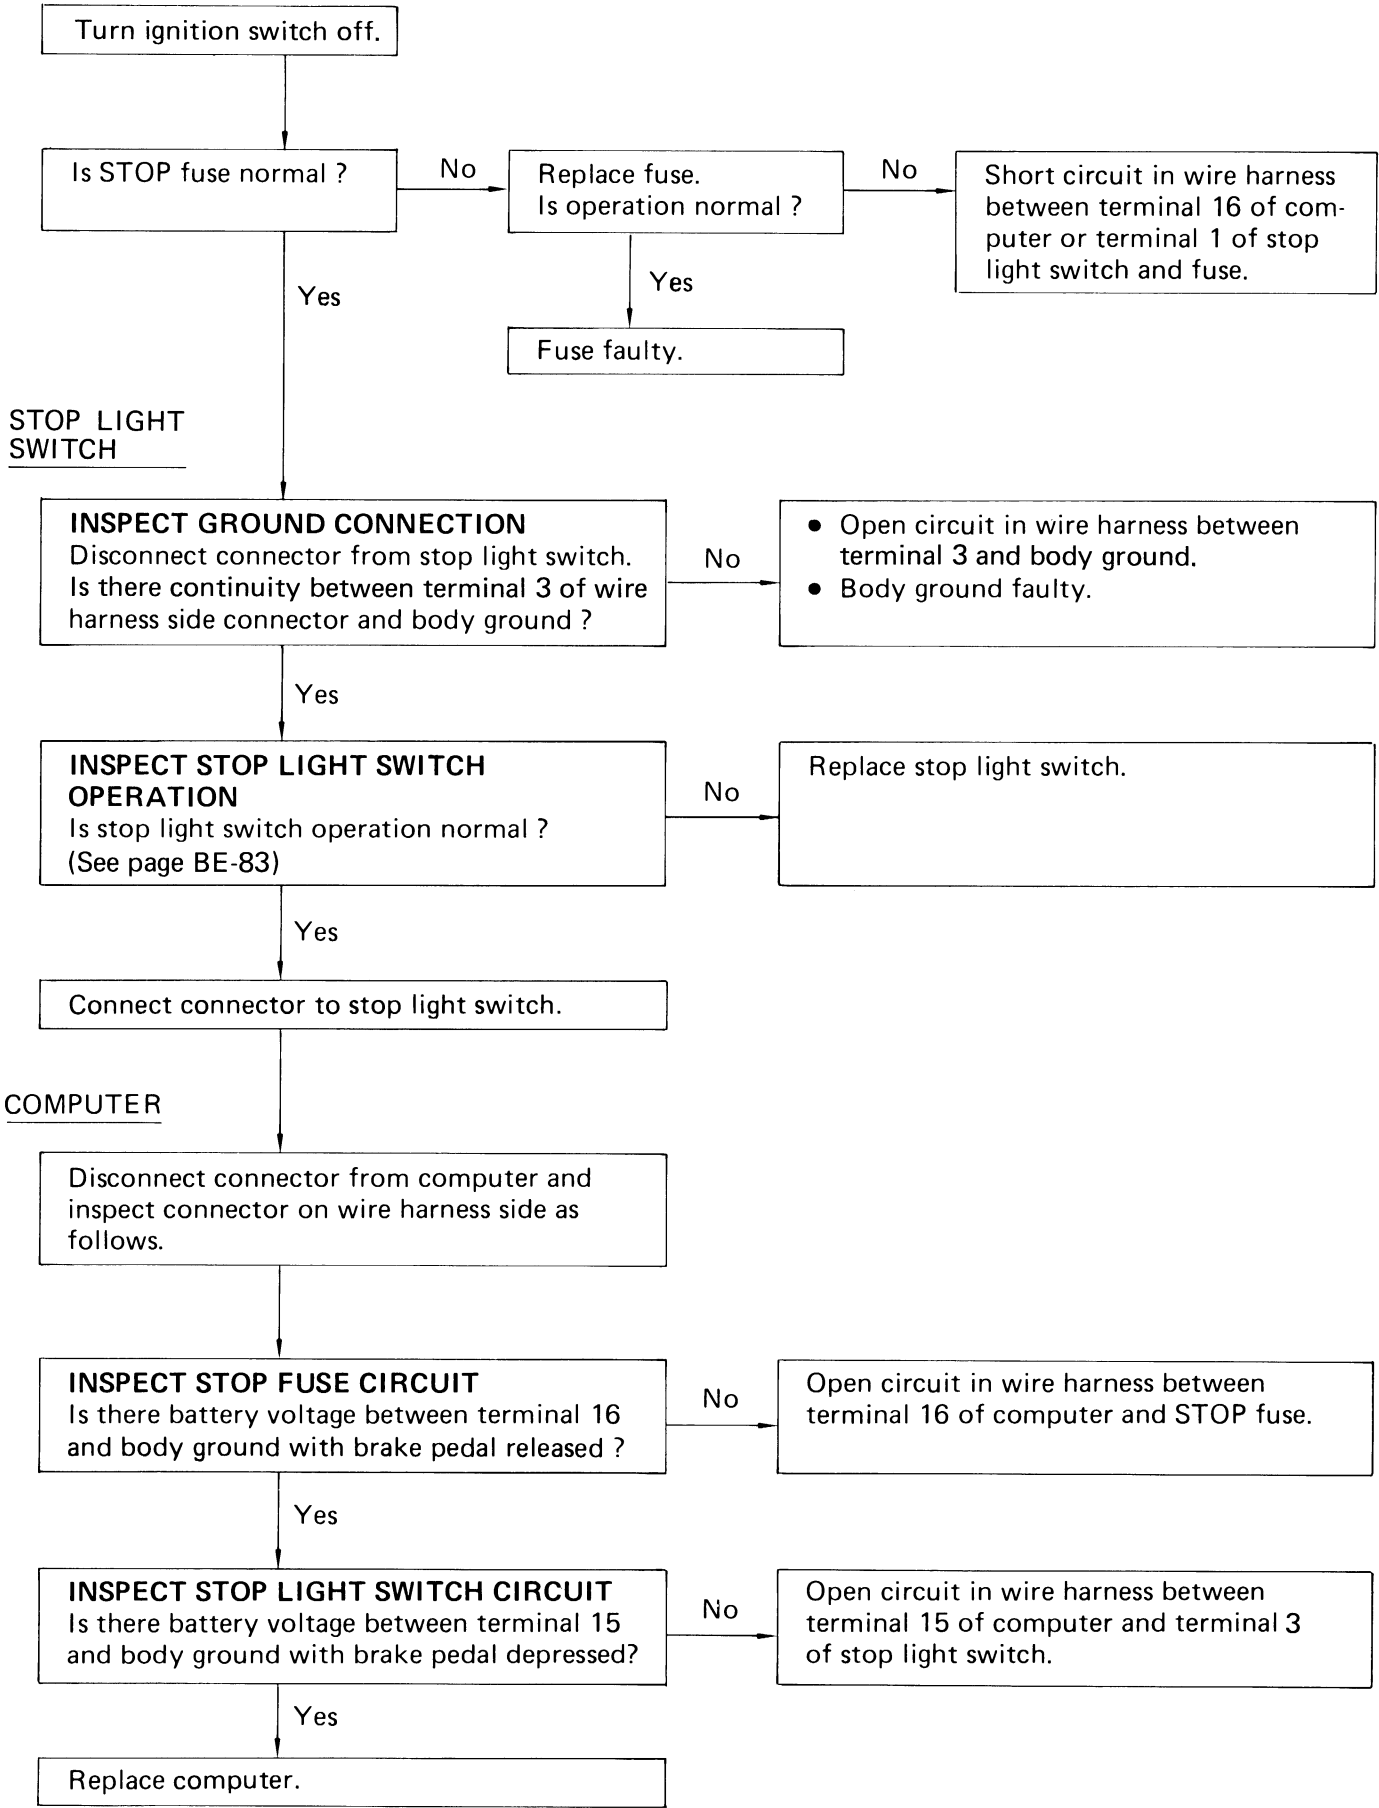 Turn ignition switch off.
Is STOP fuse normal ?
No
Replace fuse.
Is operation normal ?
No
Short circuit in wire harness
between terminal 16 of com-
puter or terminal 1 of stop
light switch and fuse.
Yes
Yes
Fuse faulty.
STOP LIGHT
SWITCH
INSPECT GROUND CONNECTION
Disconnect connector from stop light switch.
Is there continuity between terminal 3 of wire
harness side connector and body ground ?
No
● Open circuit in wire harness between
terminal 3 and body ground.
● Body ground faulty.
Yes
INSPECT STOP LIGHT SWITCH
OPERATION
Is stop light switch operation normal ?
(See page BE-83)
No
Replace stop light switch.
Yes
Connect connector to stop light switch.
COMPUTER
Disconnect connector from computer and
inspect connector on wire harness side as
follows.
INSPECT STOP FUSE CIRCUIT
Is there battery voltage between terminal 16
and body ground with brake pedal released ?
No
Open circuit in wire harness between
terminal 16 of computer and STOP fuse.
Yes
INSPECT STOP LIGHT SWITCH CIRCUIT
Is there battery voltage between terminal 15
and body ground with brake pedal depressed?
No
Open circuit in wire harness between
terminal 15 of computer and terminal 3
of stop light switch.
Yes
Replace computer.